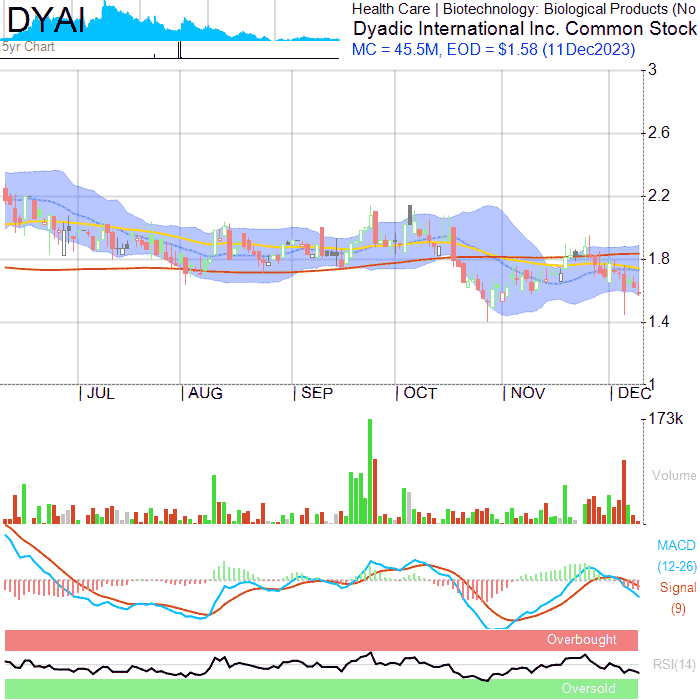 DYAI
5yr Chart
Health Care | Biotechnology: Biological Products (No
Dyadic International Inc. Common Stock
MC = 45.5M, EOD = $1.58 (11Dec2023)
3
2.6
2.2
1.8
1.4
1
JUL
AUG
SEP
OCT
NOV
DEC
173k
Volume
MACD
(12-26)
Signal
(9)
Overbought
RSI(14)
Oversold